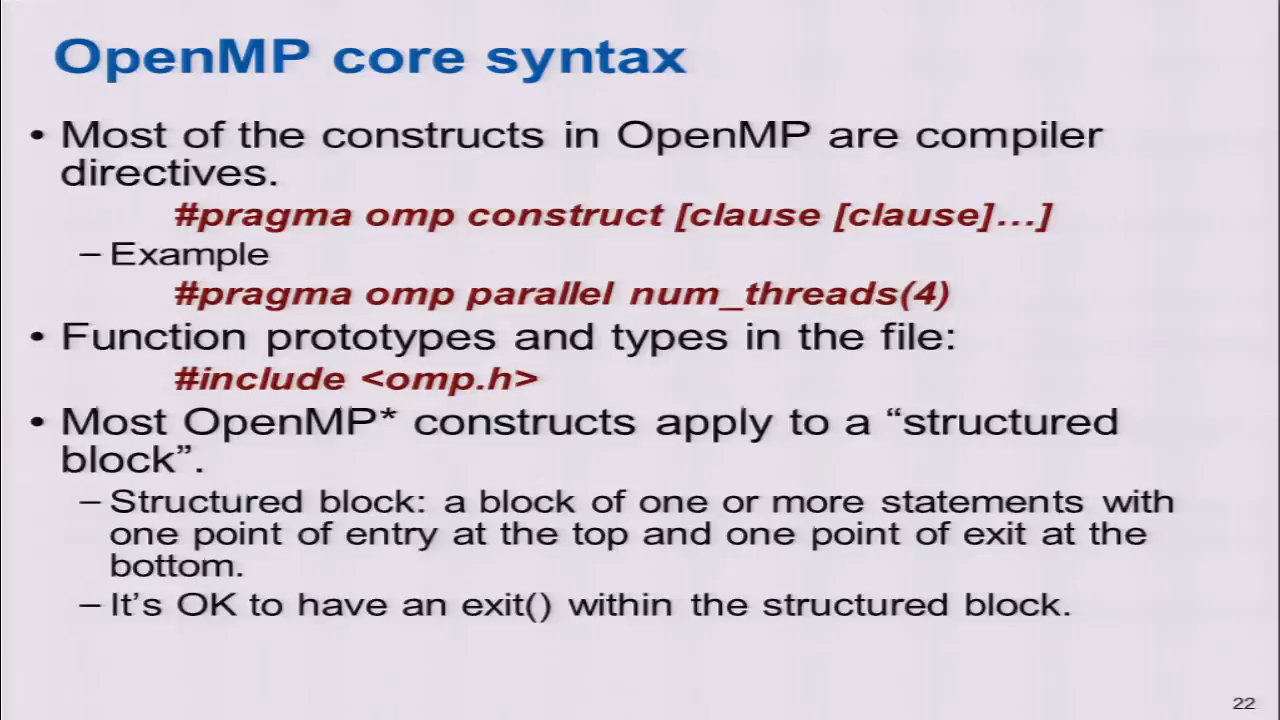 OpenMP core syntax
• Most of the constructs in OpenMP are compiler
directives.
#pragma omp construct [clause [clause]…]
– Example
#pragma omp parallel num_threads(4)
• Function prototypes and types in the file:
#include <omp.h>
• Most OpenMP* constructs apply to a “structured
block”.
– Structured block: a block of one or more statements with
one point of entry at the top and one point of exit at the
bottom.
– It’s OK to have an exit() within the structured block.
22